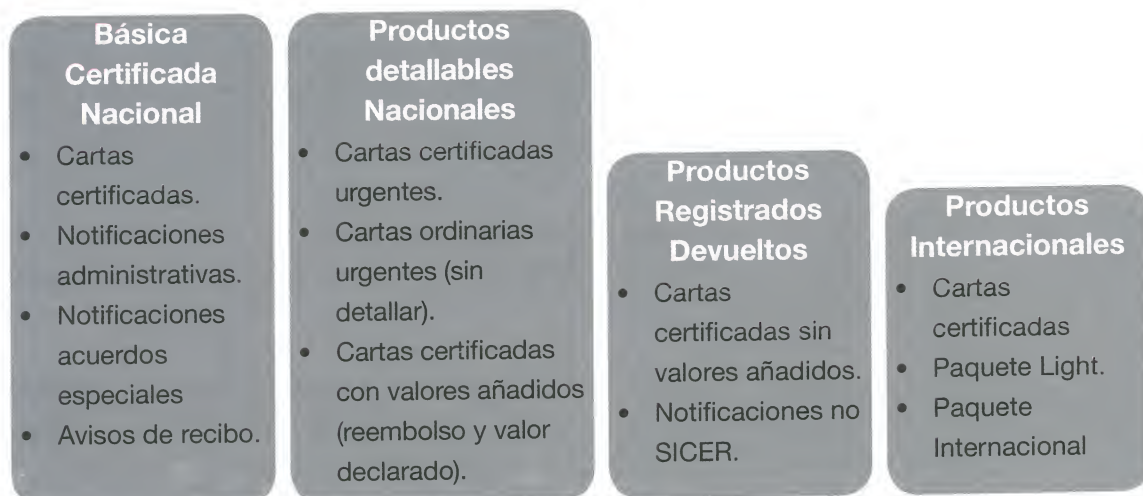 Básica
Certificada
Nacional
• Cartas
certificadas.
• Notificaciones
administrativas.
• Notificaciones
acuerdos
especiales
• Avisos de recibo.
Productos
detallables
Nacionales
• Cartas certificadas
urgentes.
• Cartas ordinarias
urgentes (sin
detallar).
• Cartas certificadas
con valores añadidos
(reembolso y valor
declarado).
Productos
Registrados
Devueltos
• Cartas
certificadas sin
valores añadidos.
• Notificaciones no
SICER.
Productos
Internacionales
• Cartas
certificadas
• Paquete Light.
• Paquete
Internacional